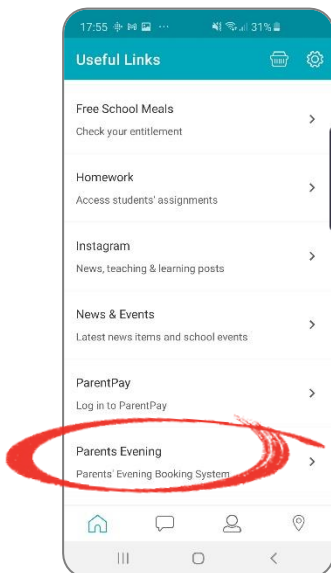 17:55 31%
Useful Links
Free School Meals
Check your entitlement
Homework
Access students' assignments
Instagram
News, teaching & learning posts
News & Events
Latest news items and school events
ParentPay
Log in to ParentPay
Parents Evening
Parents' Evening Booking System